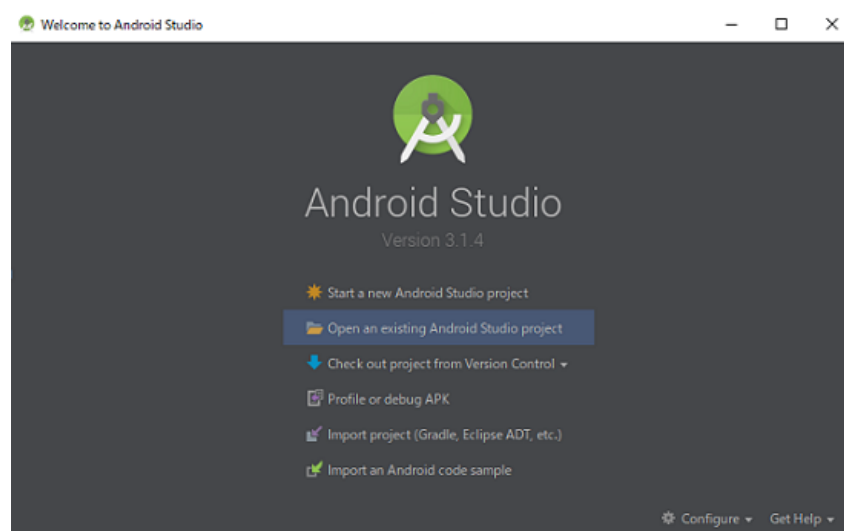 Welcome to Android Studio
Android Studio
Version 3.1.4
Start a new Android Studio project
Open an existing Android Studio project
Check out project from Version Control
Profile or debug APK
Import project (Gradle, Eclipse ADT, etc.)
Import an Android code sample
Configure Get Help